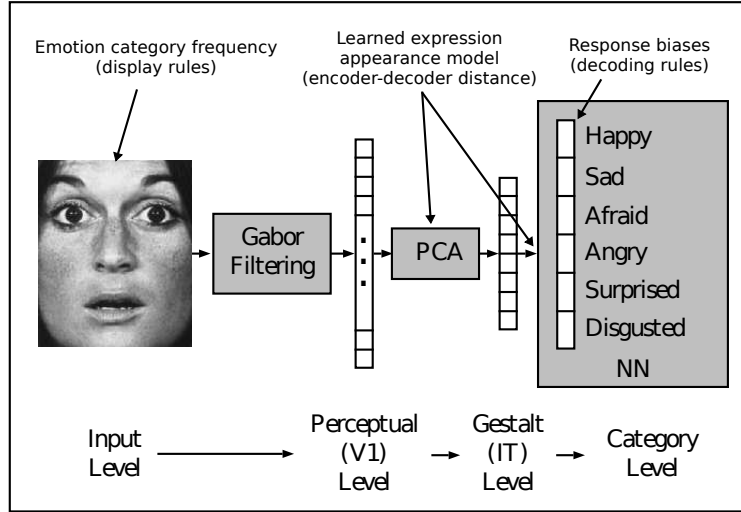 Emotion category frequency
(display rules)
Learned expression
appearance model
(encoder-decoder distance)
Response biases
(decoding rules)
Gabor
Filtering
PCA
Happy
Sad
Afraid
Angry
Surprised
Disgusted
NN
Input
Level
Perceptual
(V1)
Level
Gestalt
(IT)
Level
Category
Level